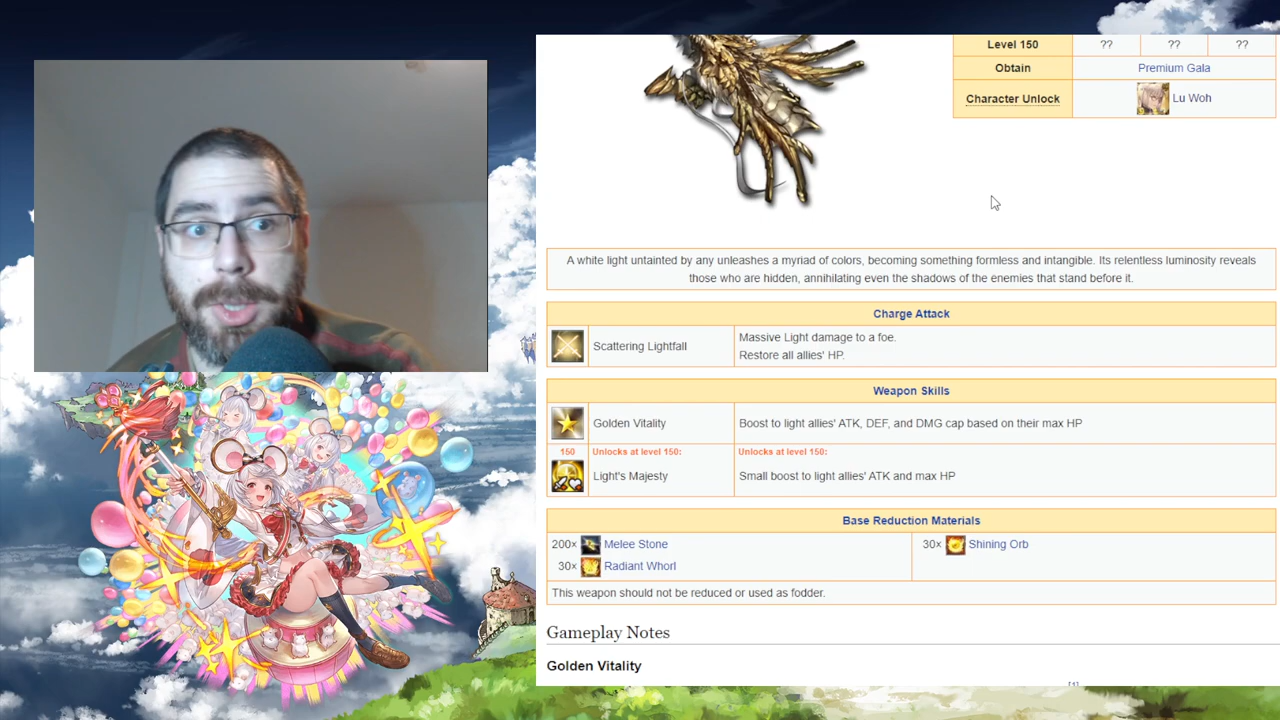 Level 150 ?? ?? ??
Obtain Premium Gala
Character Unlock Lu Woh
A white light untainted by any unleashes a myriad of colors, becoming something formless and intangible. Its relentless luminosity reveals
those who are hidden, annihilating even the shadows of the enemies that stand before it.
Charge Attack
Scattering Lightfall
Massive Light damage to a foe.
Restore all allies' HP.
Weapon Skills
Golden Vitality Boost to light allies' ATK, DEF, and DMG cap based on their max HP
150 Unlocks at level 150: Unlocks at level 150:
Light's Majesty Small boost to light allies' ATK and max HP
Base Reduction Materials
200× Melee Stone 30× Shining Orb
30× Radiant Whorl
This weapon should not be reduced or used as fodder.
Gameplay Notes
Golden Vitality
[1]